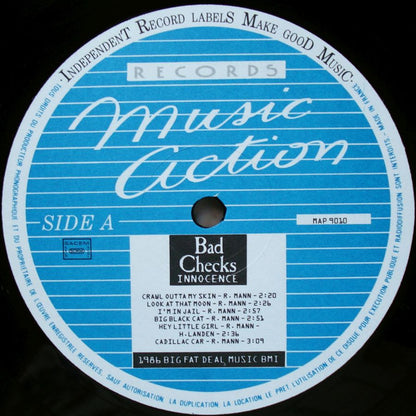 ·INDEPENDENT RECORD LABELS MAKE GOOD MUSIC·
RECORDS
Music
Action
SIDE A
SACEM
MAP 9010
Bad
Checks
INNOCENCE
CRAWL OUTTA MY SKIN - R. MANN - 2:20
LOOK AT THAT MOON - R. MANN - 2:26
I'M IN JAIL - R. MANN - 2:57
BIG BLACK CAT - R. MANN - 2:51
HEY LITTLE GIRL - R. MANN -
H. LANDEN - 2:36
CADILLAC CAR - R. MANN - 3:09
1986 BIG FAT DEAL MUSIC BMI
TOUS DROITS DU PRODUCTEUR PHONOGRAPHIQUE ET DU PROPRIETAIRE DE L'ŒUVRE ENREGISTREE RESERVES. SAUF AUTORISATION LA DUPLICATION LA LOCATION LE PRET, L'UTILISATION DE CE DISQUE POUR EXECUTION PUBLIQUE ET RADIODIFFUSION SONT INTERDITS - MADE IN FRANCE